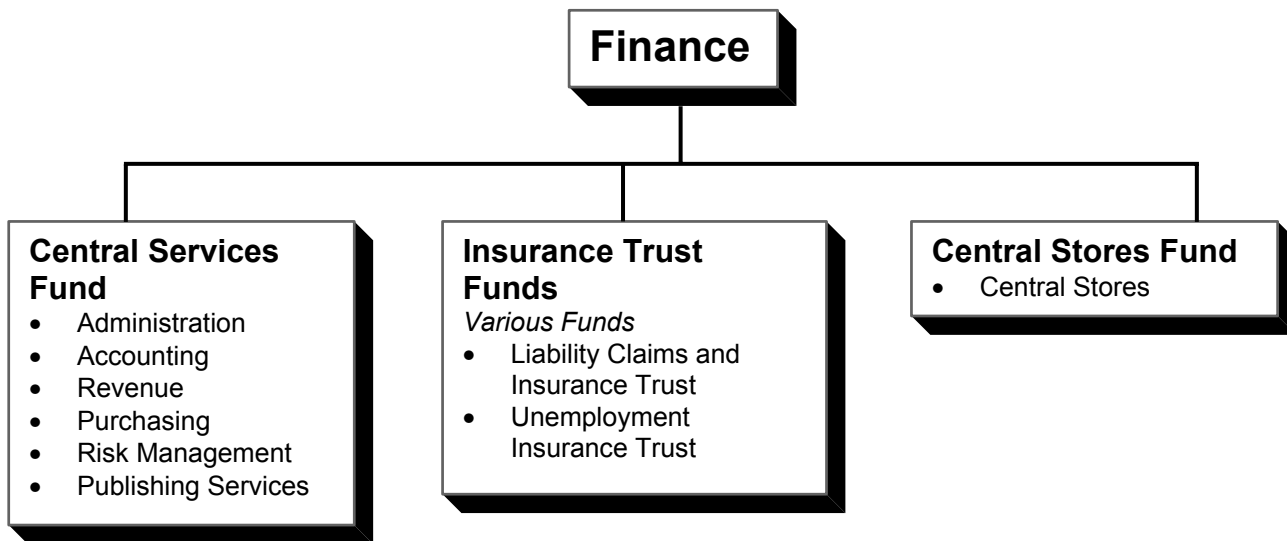 Finance
Central Services
Fund
• Administration
• Accounting
• Revenue
• Purchasing
• Risk Management
• Publishing Services
Insurance Trust
Funds
Various Funds
• Liability Claims and
Insurance Trust
• Unemployment
Insurance Trust
Central Stores Fund
• Central Stores